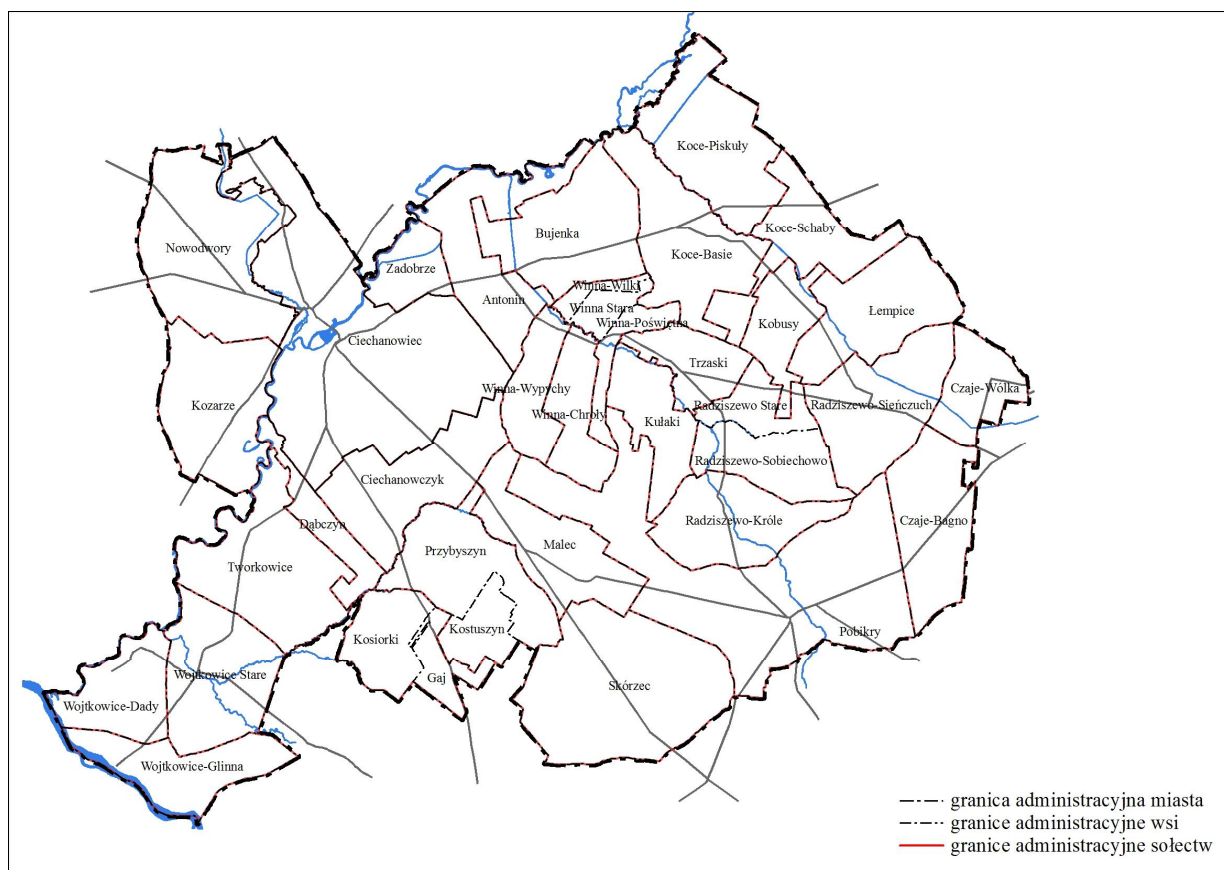 Koce-Piskuły
Koce-Schaby
Bujenka
Nowodwory
Koce-Basie
Zadobrze
Winna-Wilki
Antonin
Winna Stara
Lempice
Winna-Poświętna
Kobusy
Ciechanowiec
Trzaski
Czaje-Wólka
Winna-Wypychy
Kozarze
Radziszewo Stare
Radziszewo-Sieńczuch
Winna-Chroły
Kułaki
Radziszewo-Sobiechowo
Ciechanowczyk
Radziszewo-Króle
Czaje-Bagno
Dąbczyn
Malec
Przybyszyn
Tworkowice
Kostuszyn
Pobikry
Kosiorki
Wojtkowice Stare
Gaj
Skórzec
Wojtkowice-Dady
Wojtkowice-Glinna
granica administracyjna miasta
granice administracyjne wsi
granice administracyjne sołectw